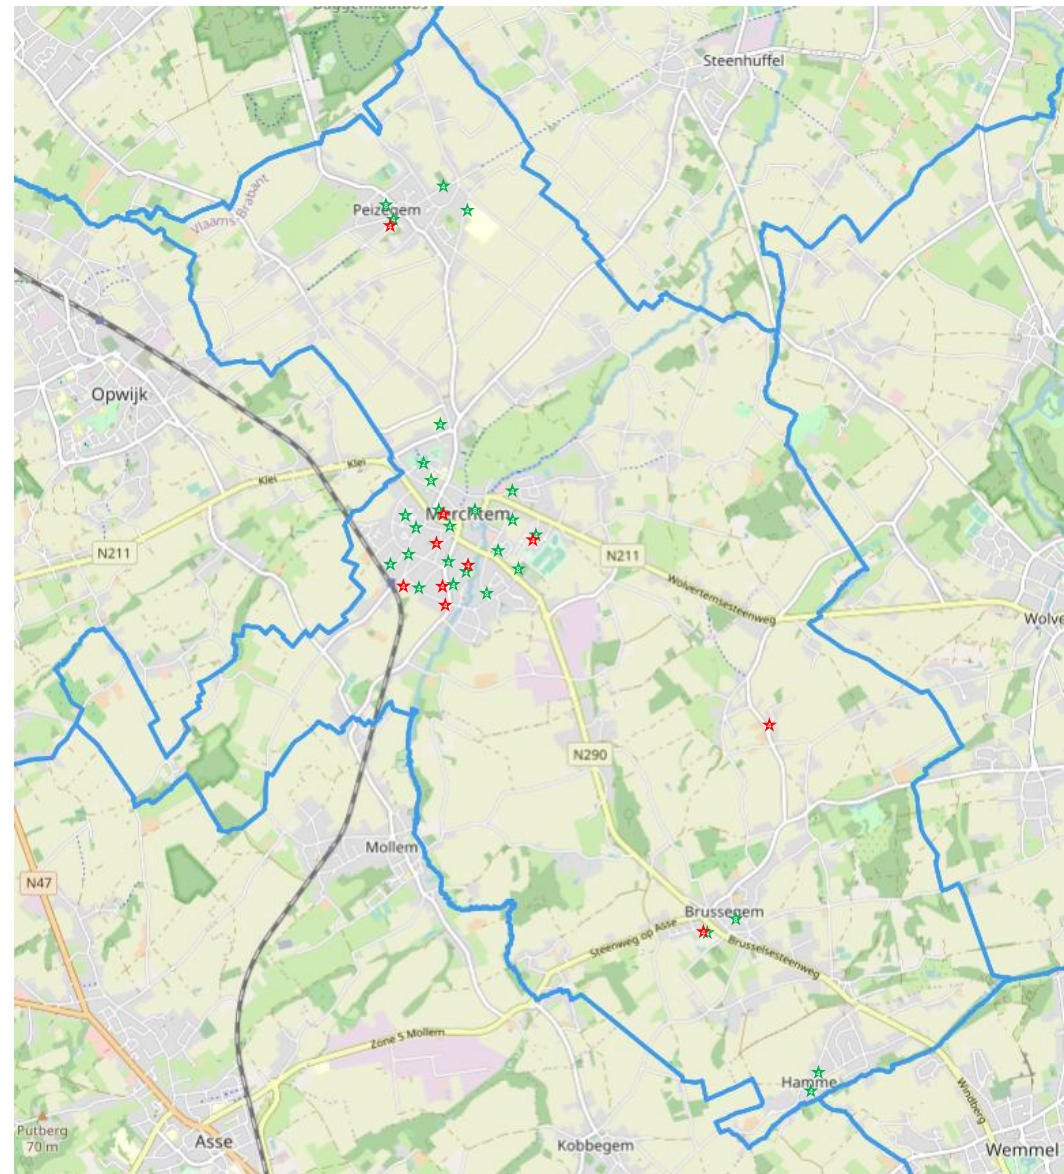 Buggenhoutbos
Steenhuffel
Peizegem
Vlaams-Brabant
Opwijk
Klei
Klei
Merchtem
N211
N211
Wolvertemsesteenweg
Wolve
N290
Mollem
N47
Brussegem
Steenweg op Asse
Brusselsesteenweg
Zone 5 Mollem
Hamme
Windberg
Putberg
70 m
Asse
Kobbegem
Wemmel